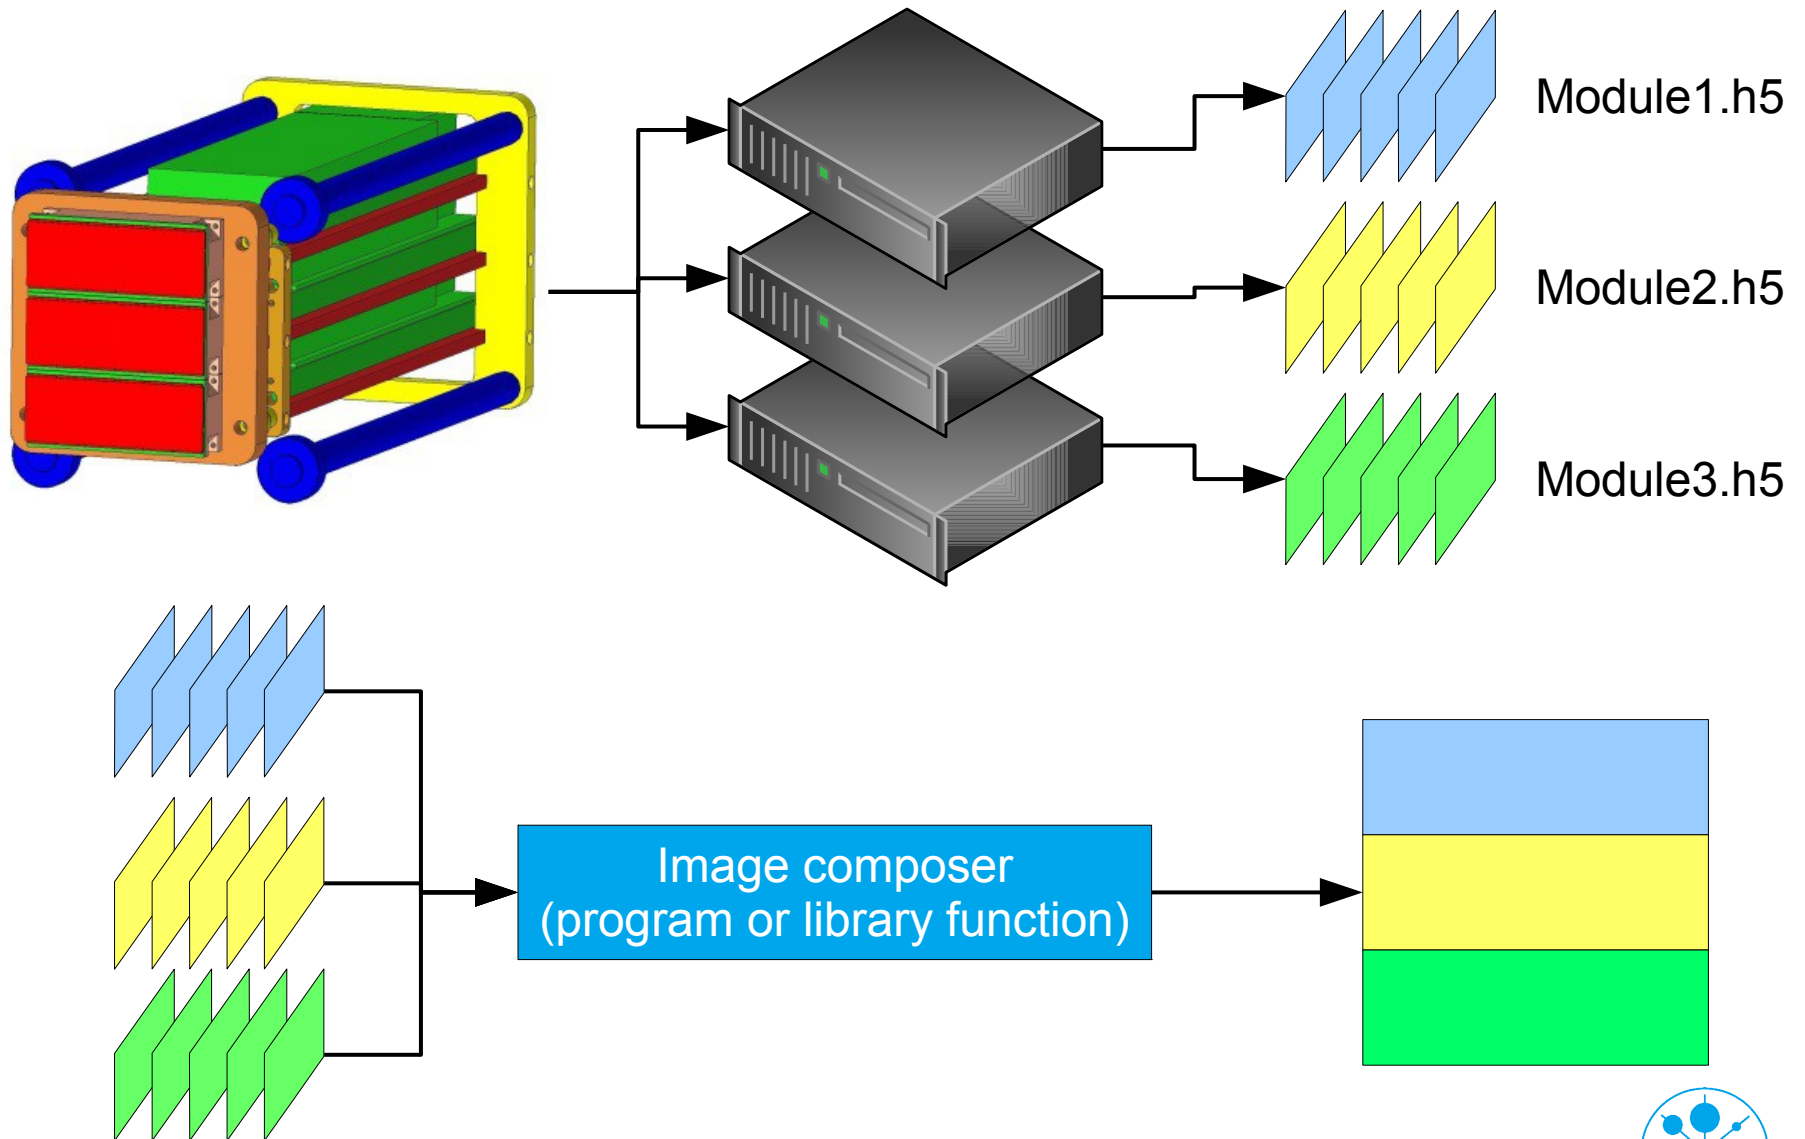 Module1.h5
Module2.h5
Module3.h5
Image composer
(program or library function)